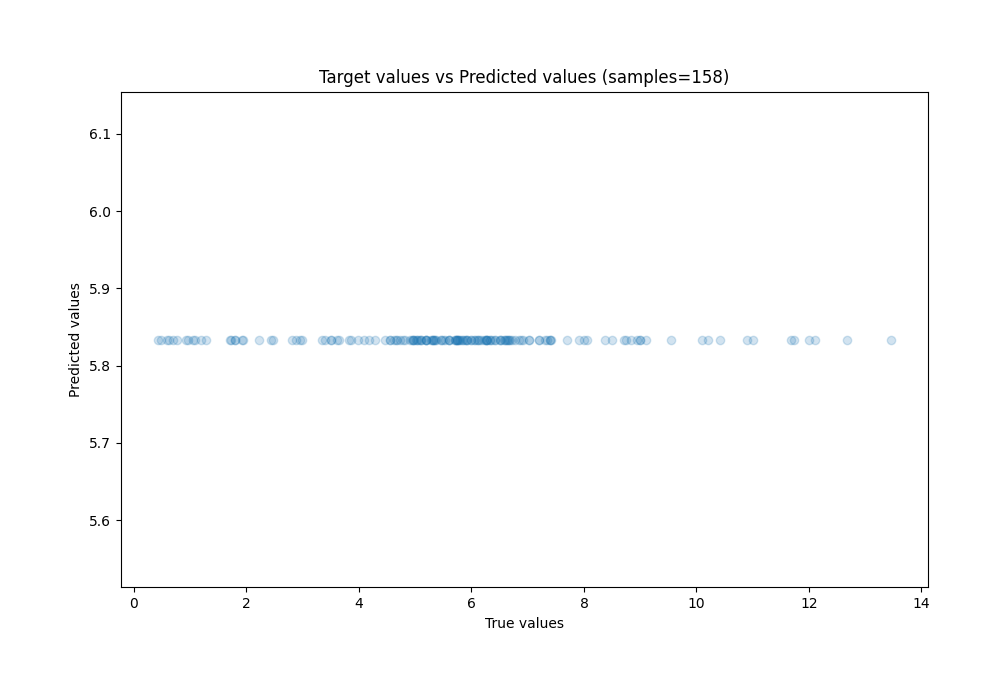 Target values vs Predicted values (samples=158)
6.1
6.0
5.9
5.8
5.7
5.6
Predicted values
0 2 4 6 8 10 12 14
True values